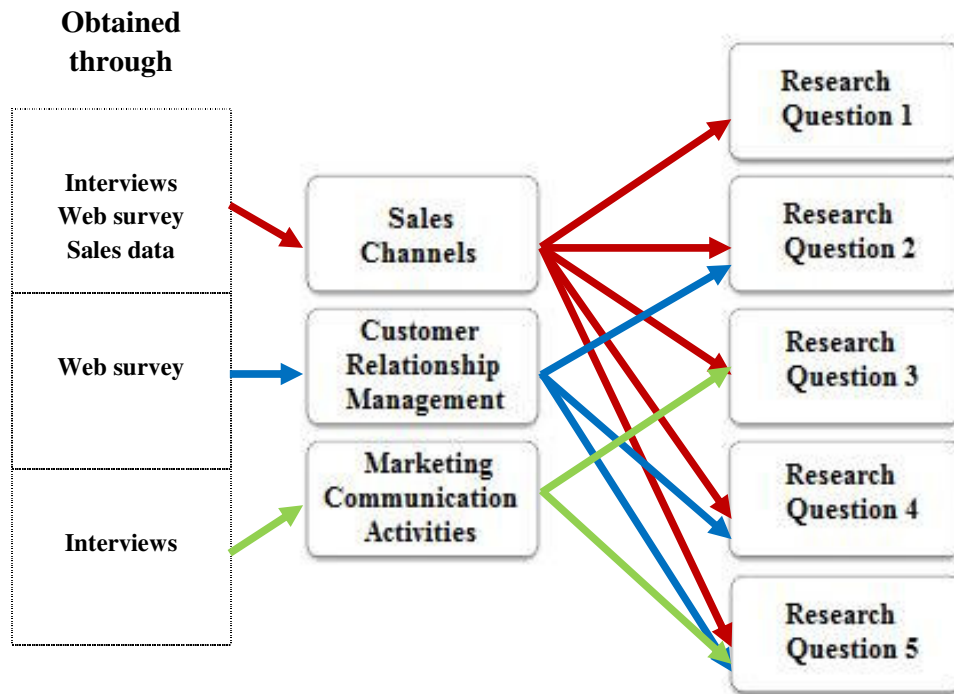 Obtained
through
Interviews
Web survey
Sales data
Web survey
Interviews
Sales
Channels
Customer
Relationship
Management
Marketing
Communication
Activities
Research
Question 1
Research
Question 2
Research
Question 3
Research
Question 4
Research
Question 5